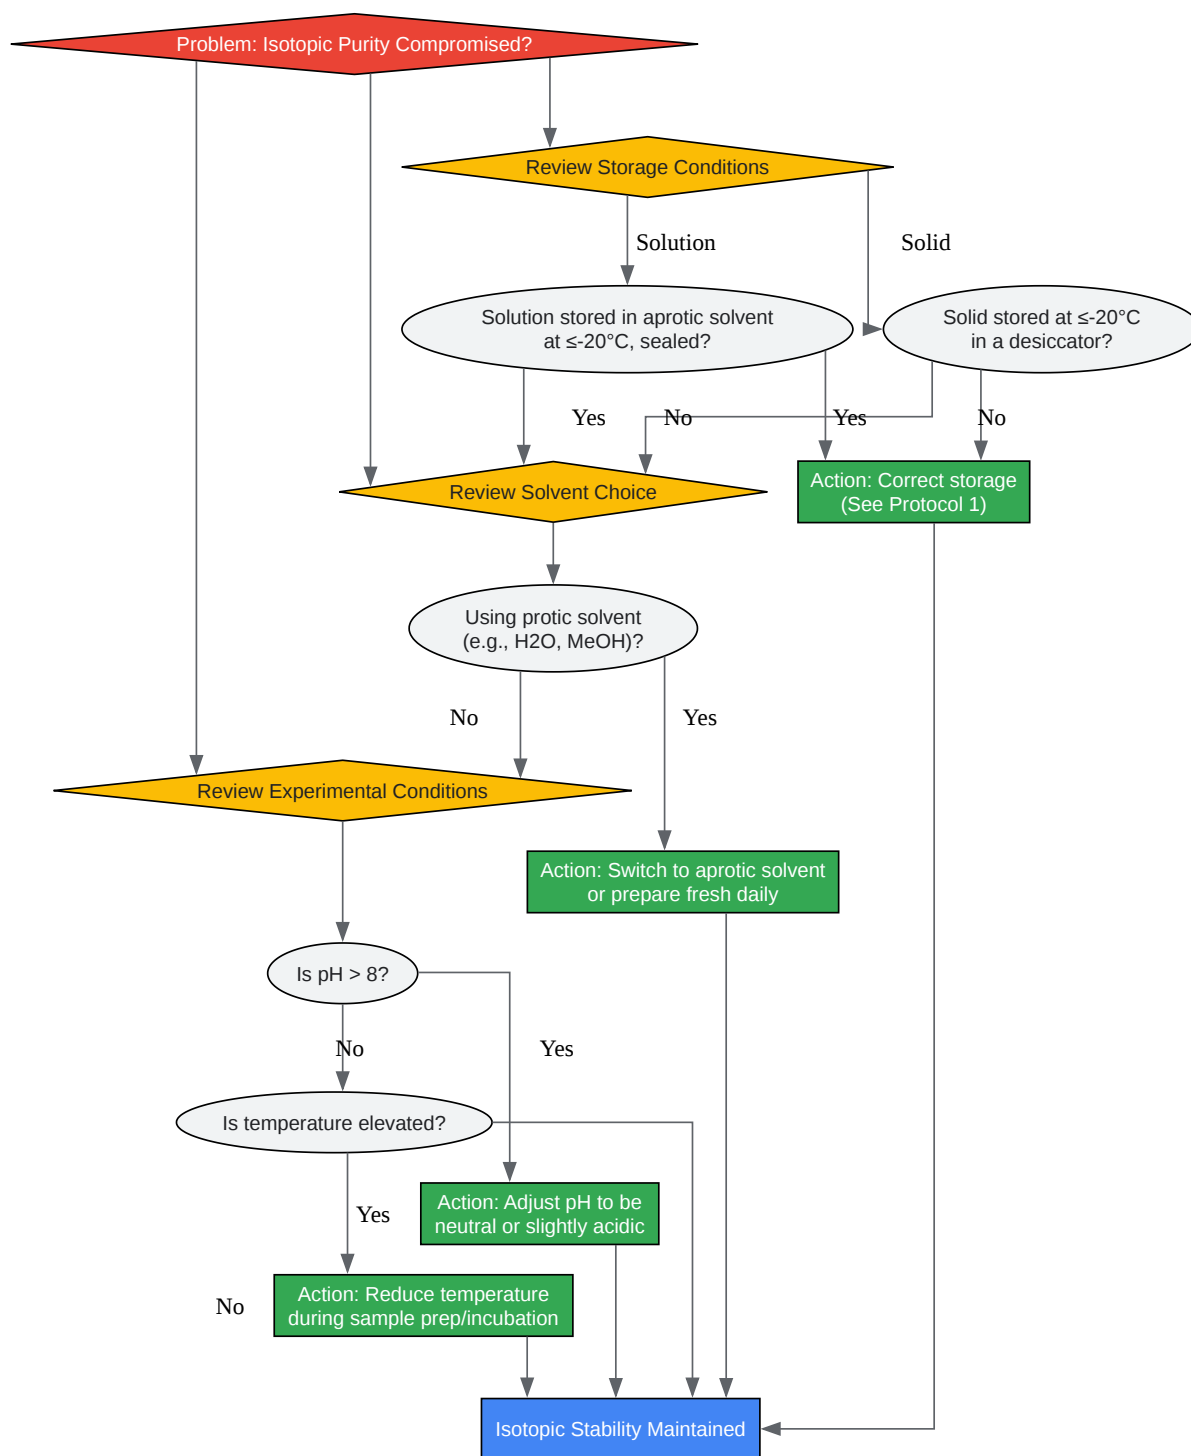 Problem: Isotopic Purity Compromised?
Review Storage Conditions
Solution
Solid
Solution stored in aprotic solvent
at ≤-20°C, sealed?
Solid stored at ≤-20°C
in a desiccator?
Yes
No
Yes
No
Review Solvent Choice
Action: Correct storage
(See Protocol 1)
Using protic solvent
(e.g., H2O, MeOH)?
No
Yes
Review Experimental Conditions
Action: Switch to aprotic solvent
or prepare fresh daily
Is pH > 8?
No
Yes
Is temperature elevated?
Yes
Action: Adjust pH to be
neutral or slightly acidic
No
Action: Reduce temperature
during sample prep/incubation
Isotopic Stability Maintained